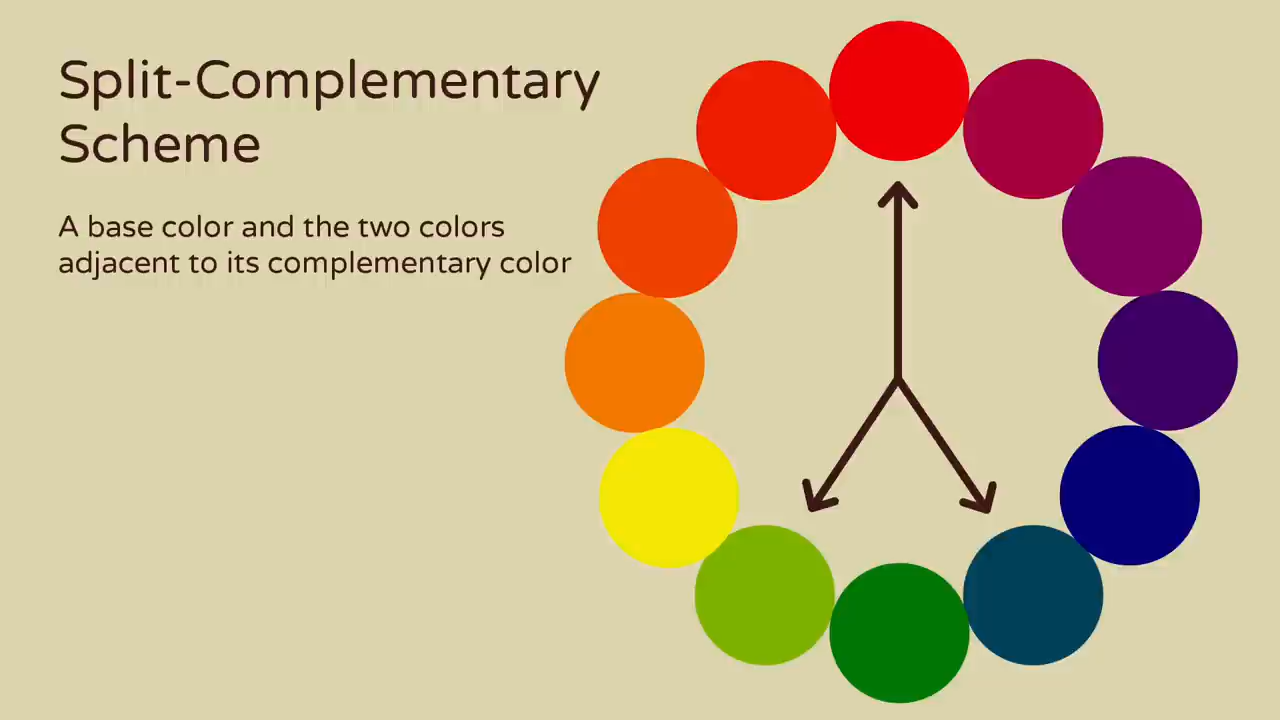 Split-Complementary
Scheme
A base color and the two colors
adjacent to its complementary color